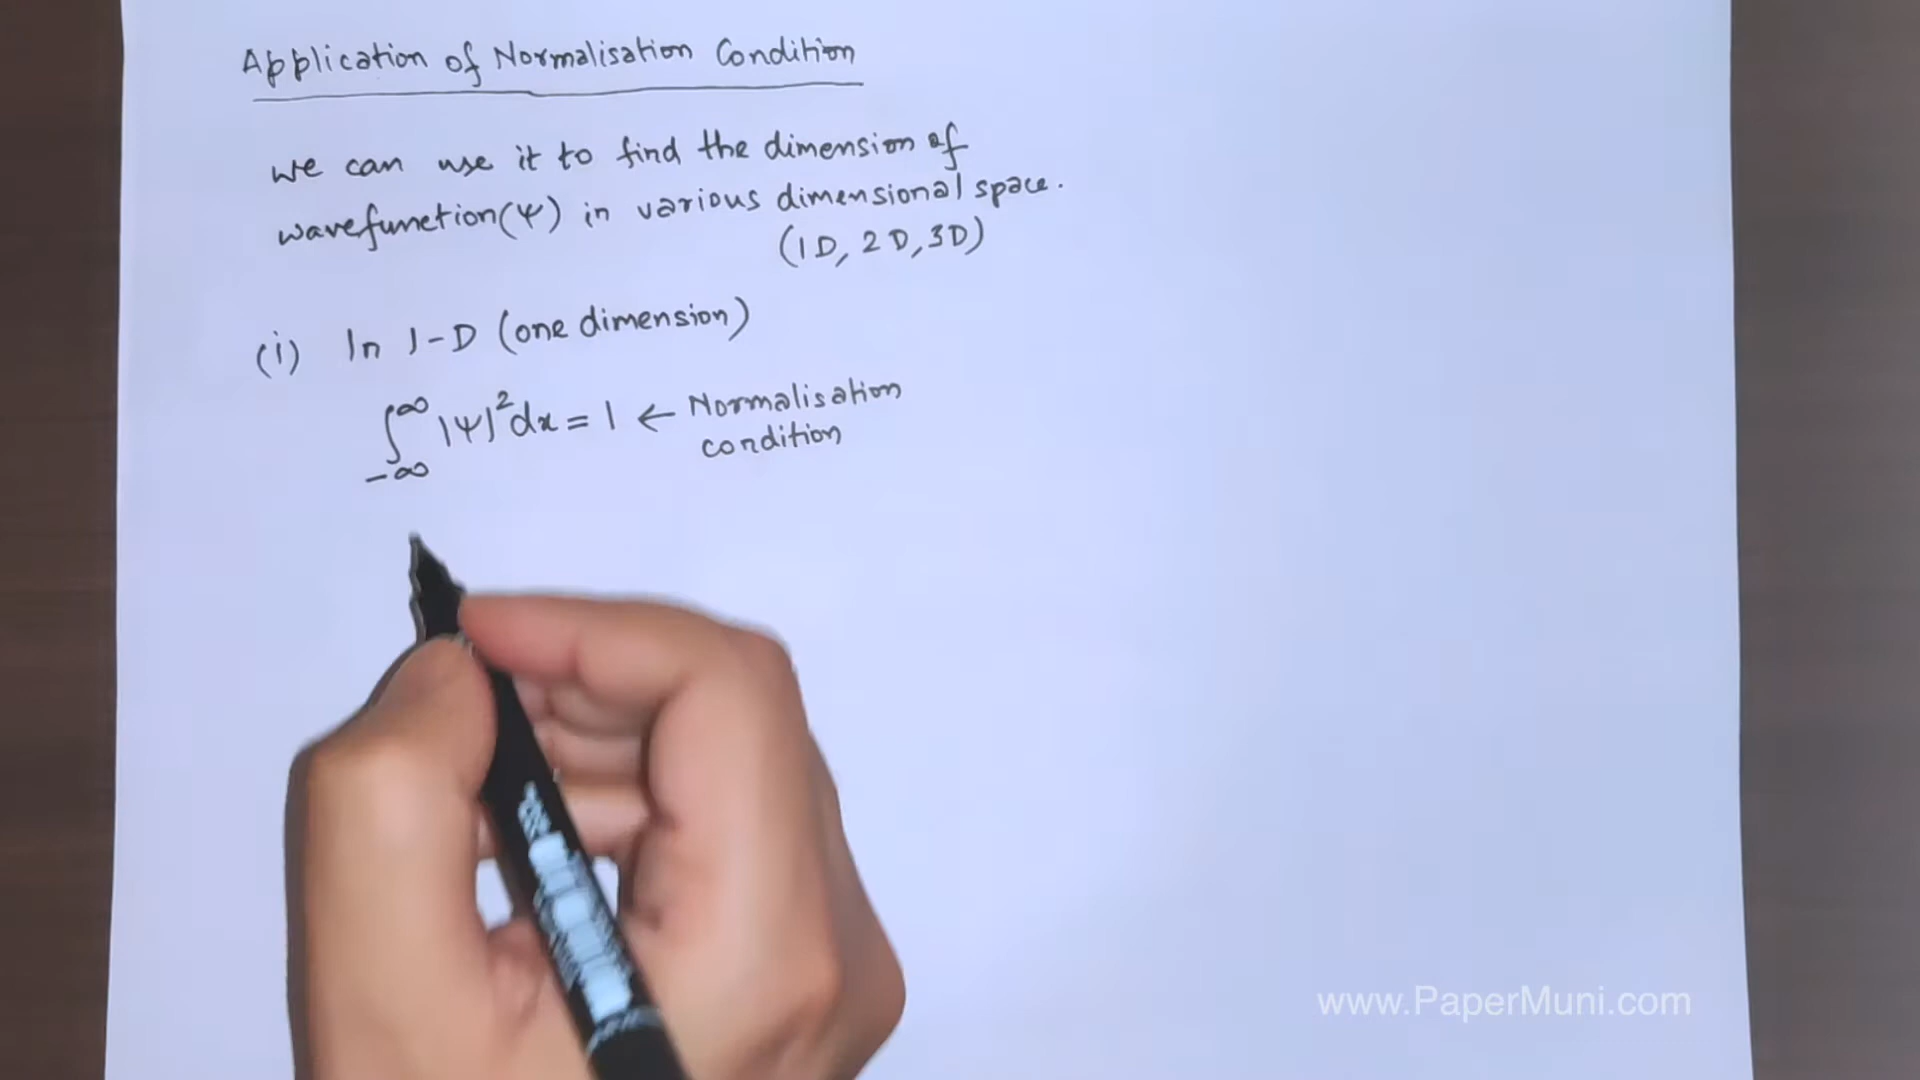 Application of Normalisation Condition
We can use it to find the dimension of
wavefunction(Ψ) in various dimensional space.
(1D, 2D, 3D)
(i) In 1-D (one dimension)
∫_{-∞}^{∞} |Ψ|² dx = 1 ← Normalisation
condition
www.PaperMuni.com